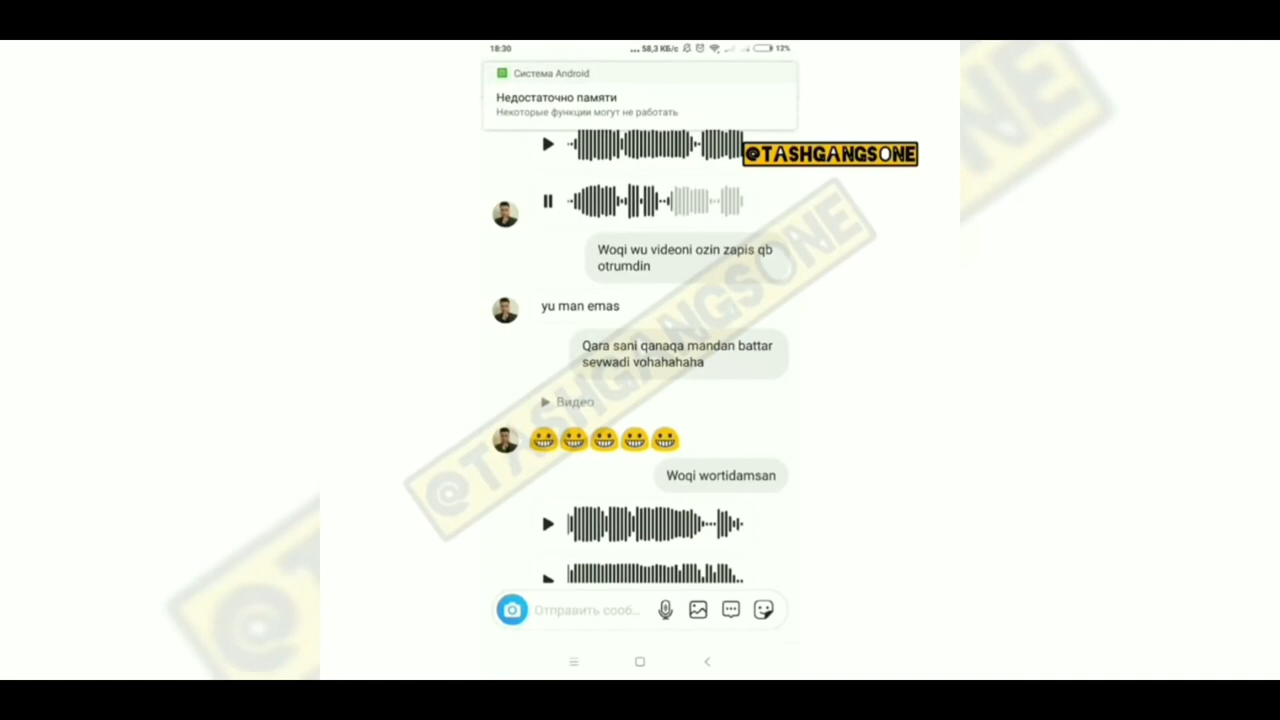 18:30
... 58,3 КБ/с
12%
Система Android
Недостаточно памяти
Некоторые функции могут не работать
@TASHGANGSONE
Woqi wu videoni ozin zapis qb
otrumdin
yu man emas
Qara sani qanaqa mandan battar
sevwadi vohahahaha
Видео
@TASHGANGSONE
Woqi wortidamsan
Отправить сооб...